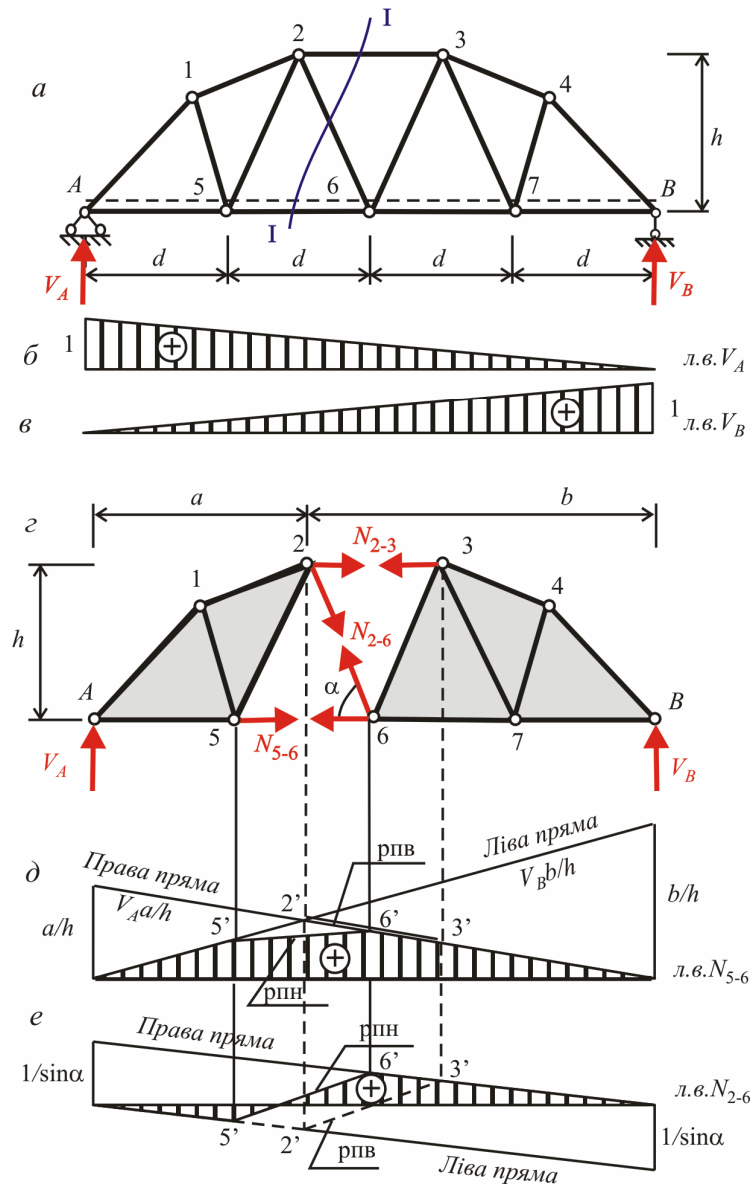 I
2
3
а
1
4
h
A
5
6
7
B
I
d
d
d
d
V_A
V_B
б
1
л.в.V_A
в
1
л.в.V_B
a
b
г
2
N_2-3
3
1
4
h
N_2-6
A
α
B
5
6
7
V_A
N_5-6
V_B
Ліва пряма
рпв
Права пряма
д
V_B b/h
V_A a/h
2’
b/h
a/h
5’
6’
3’
л.в.N_5-6
рпн
е
Права пряма
рпн
1/sinα
6’
3’
л.в.N_2-6
5’
2’
1/sinα
рпв
Ліва пряма